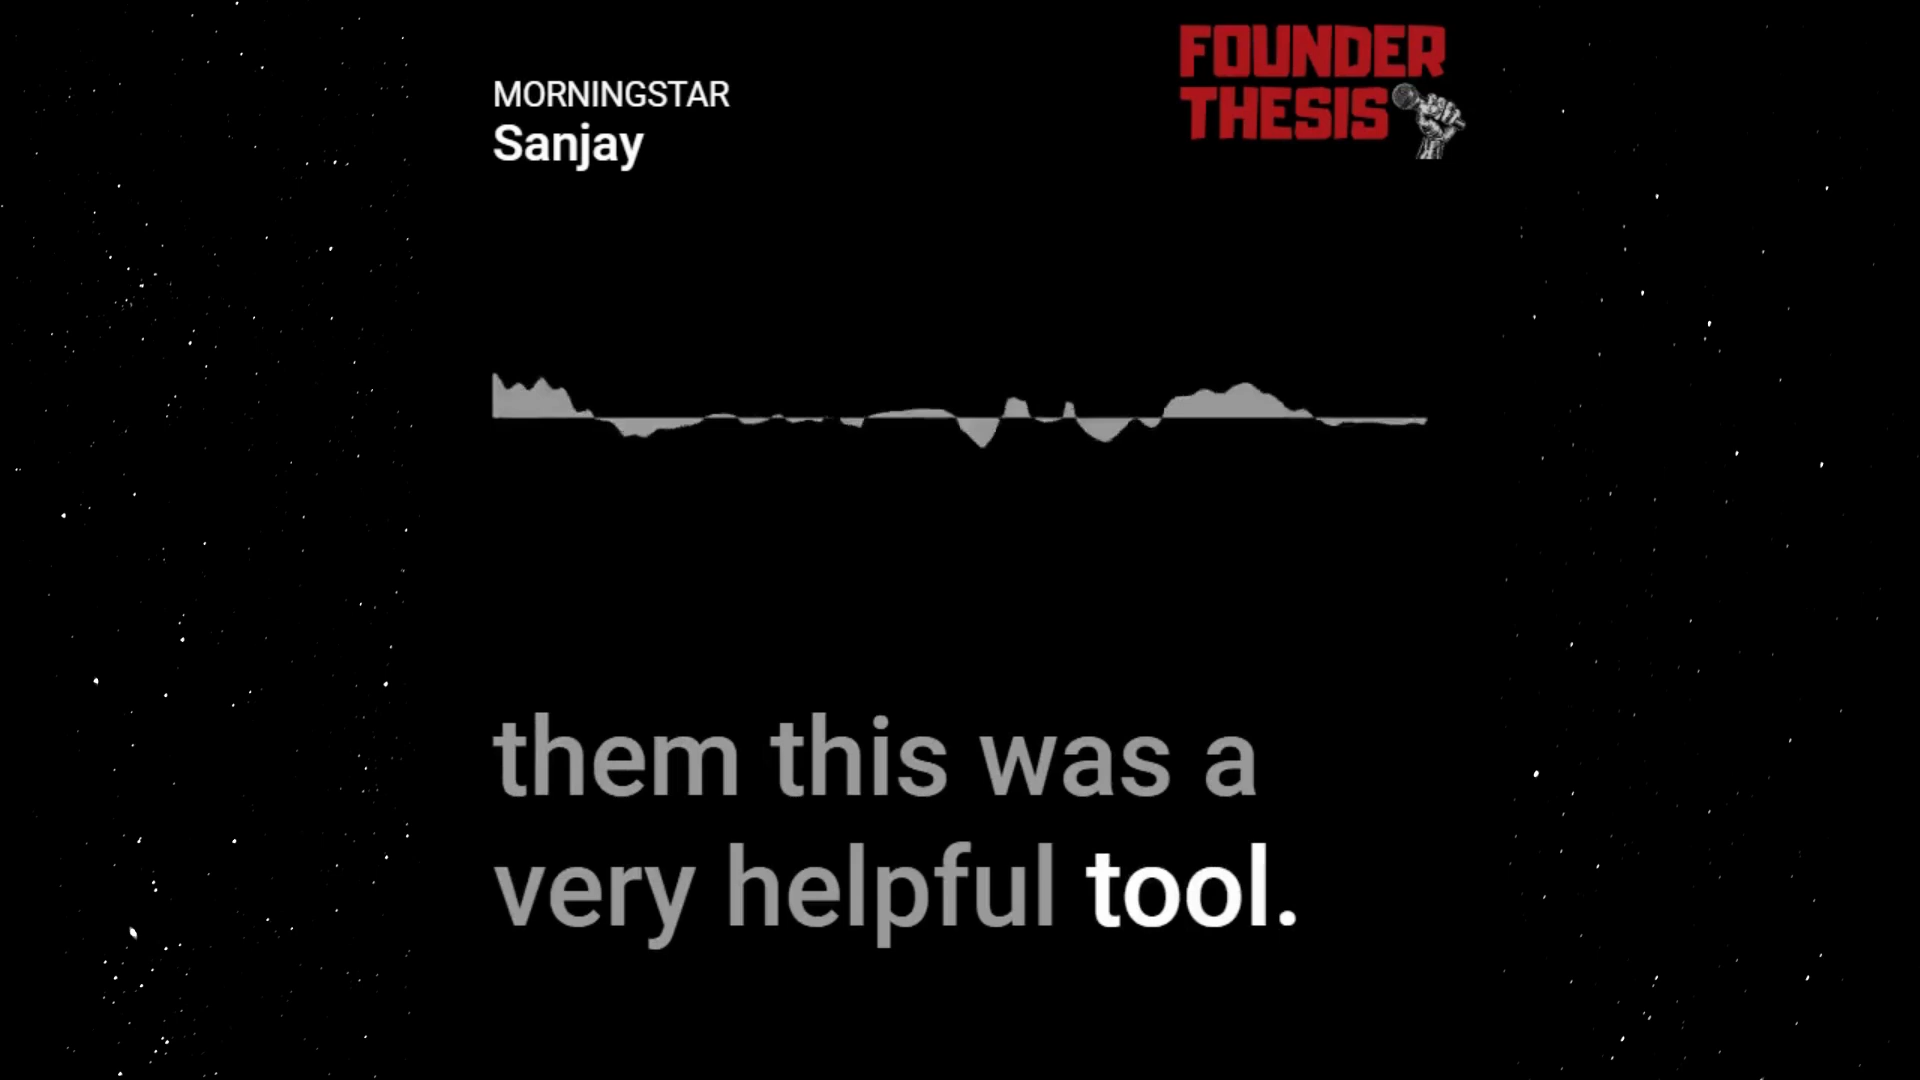 MORNINGSTAR
Sanjay
FOUNDER
THESIS
them this was a
very helpful tool.